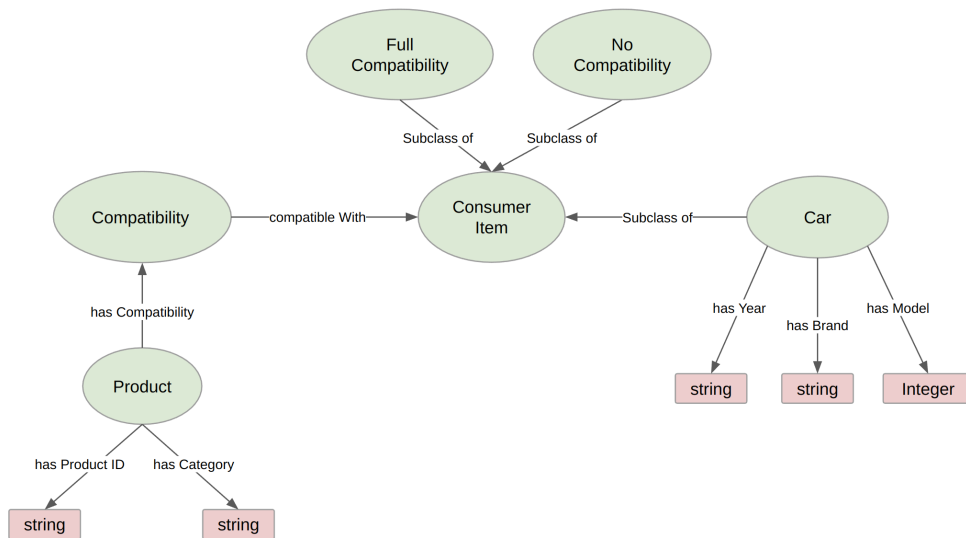 Full
Compatibility
No
Compatibility
Subclass of
Subclass of
Compatibility
compatible With
Consumer
Item
Subclass of
Car
has Compatibility
has Year
has Brand
has Model
Product
string
string
Integer
has Product ID
has Category
string
string